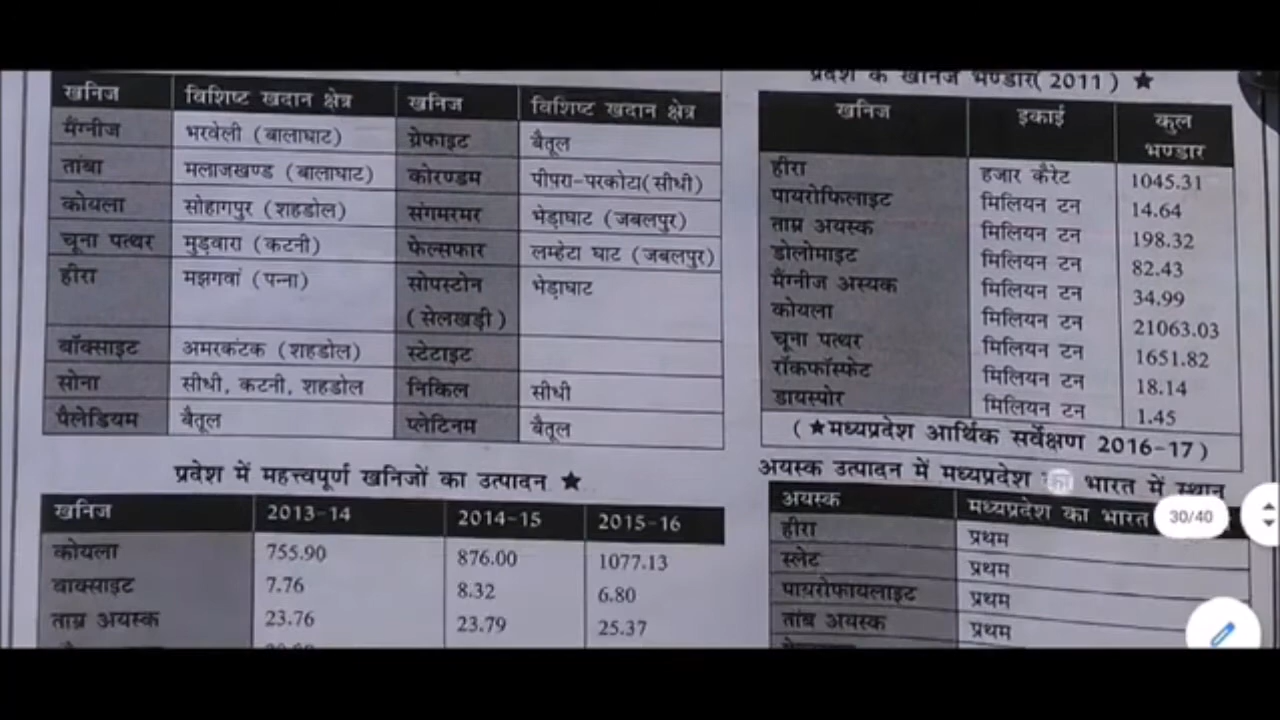 खनिज विशिष्ट खदान क्षेत्र खनिज विशिष्ट खदान क्षेत्र
मैंग्नीज भरवेली (बालाघाट) ग्रेफाइट बैतूल
तांबा मलाजखण्ड (बालाघाट) कोरण्डम पीपरा-परकोटा(सीधी)
कोयला सोहागपुर (शहडोल) संगमरमर भेड़ाघाट (जबलपुर)
चूना पत्थर मुड़वारा (कटनी) फेल्सफार लम्हेटा घाट (जबलपुर)
हीरा मझगवां (पन्ना) सोपस्टोन भेड़ाघाट
(सेलखड़ी)
बॉक्साइट अमरकंटक (शहडोल) स्टेटाइट
सोना सीधी, कटनी, शहडोल निकिल सीधी
पैलेडियम बैतूल प्लेटिनम बैतूल
प्रदेश में महत्त्वपूर्ण खनिजों का उत्पादन ★
खनिज 2013-14 2014-15 2015-16
कोयला 755.90 876.00 1077.13
बाक्साइट 7.76 8.32 6.80
ताम्र अयस्क 23.76 23.79 25.37
प्रदेश के खनिज भण्डार( 2011 ) ★
खनिज इकाई कुल
भण्डार
हीरा हजार कैरेट 1045.31
पायरोफिलाइट मिलियन टन 14.64
ताम्र अयस्क मिलियन टन 198.32
डोलोमाइट मिलियन टन 82.43
मैंग्नीज अस्यक मिलियन टन 34.99
कोयला मिलियन टन 21063.03
चूना पत्थर मिलियन टन 1651.82
रॉकफॉस्फेट मिलियन टन 18.14
डायस्पोर मिलियन टन 1.45
(★मध्यप्रदेश आर्थिक सर्वेक्षण 2016-17)
अयस्क उत्पादन में मध्यप्रदेश का भारत में स्थान
अयस्क मध्यप्रदेश का भारत
हीरा प्रथम
स्लेट प्रथम
पायरोफायलाइट प्रथम
तांब अयस्क प्रथम
30/40